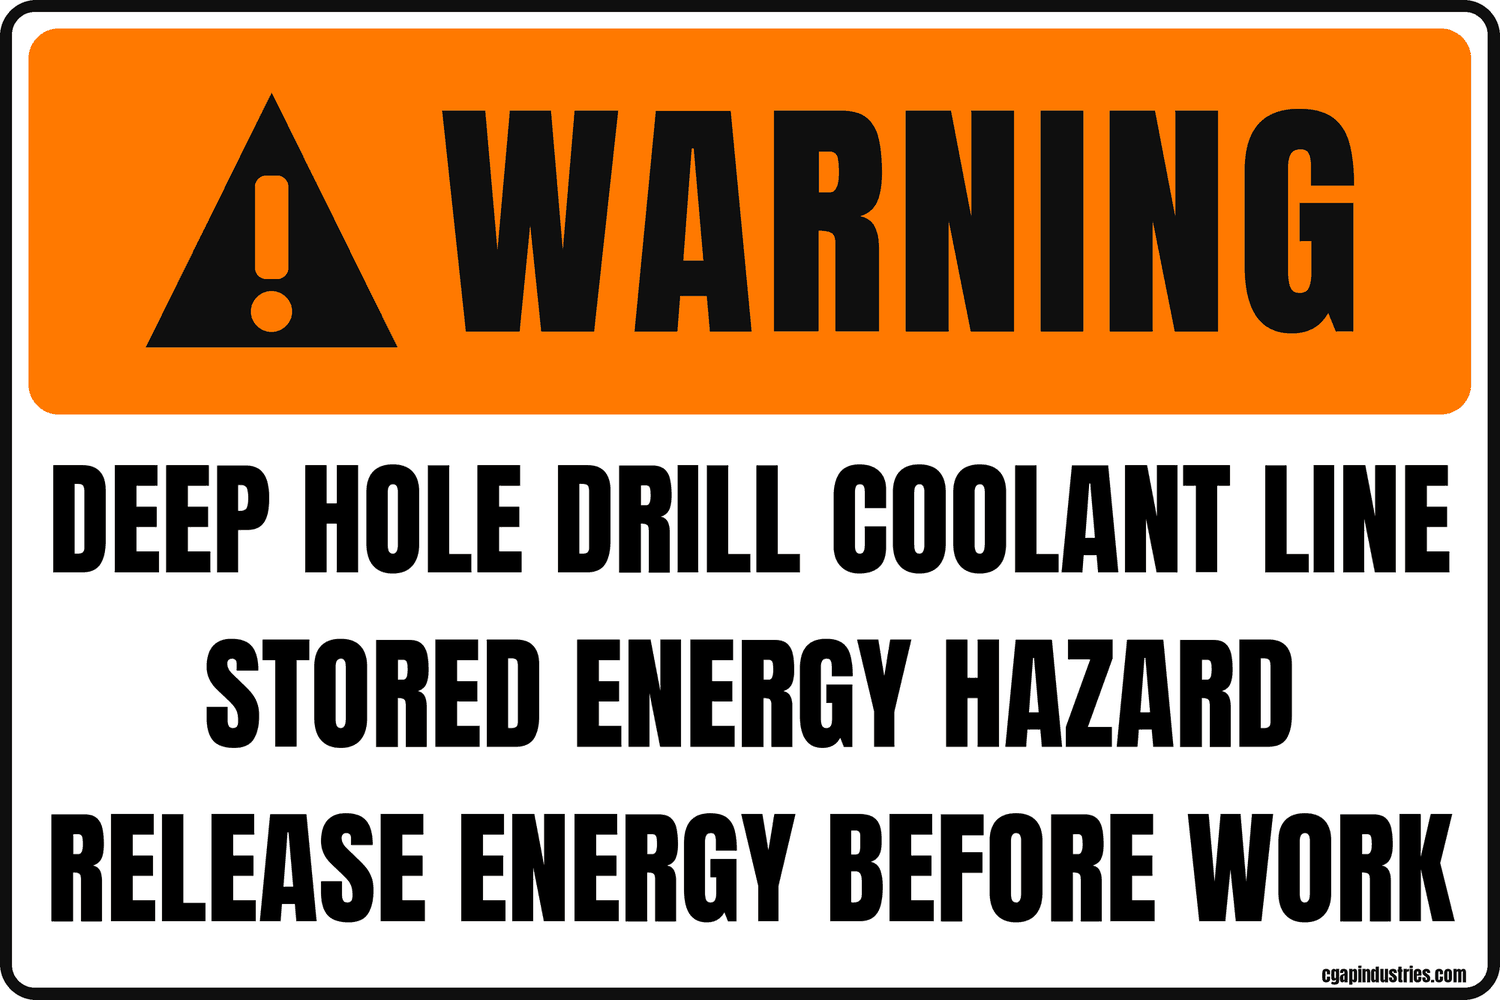 WARNING
DEEP HOLE DRILL COOLANT LINE
STORED ENERGY HAZARD
RELEASE ENERGY BEFORE WORK
cgapindustries.com